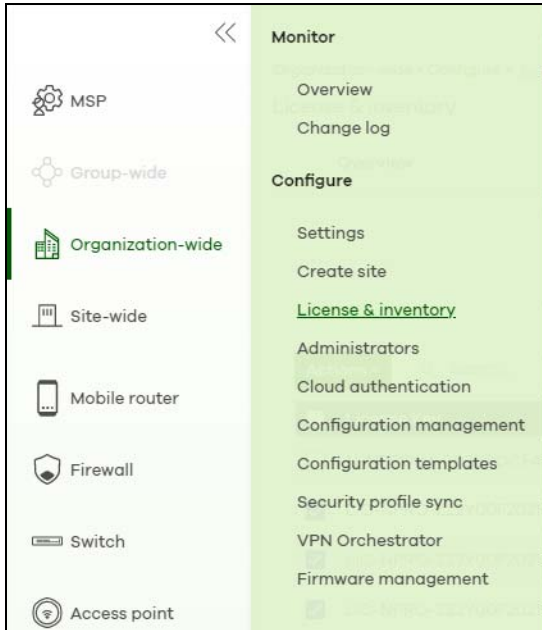 MSP
Group-wide
Organization-wide
Site-wide
Mobile router
Firewall
Switch
Access point
Monitor
Overview
Change log
Configure
Settings
Create site
License & inventory
Administrators
Cloud authentication
Configuration management
Configuration templates
Security profile sync
VPN Orchestrator
Firmware management